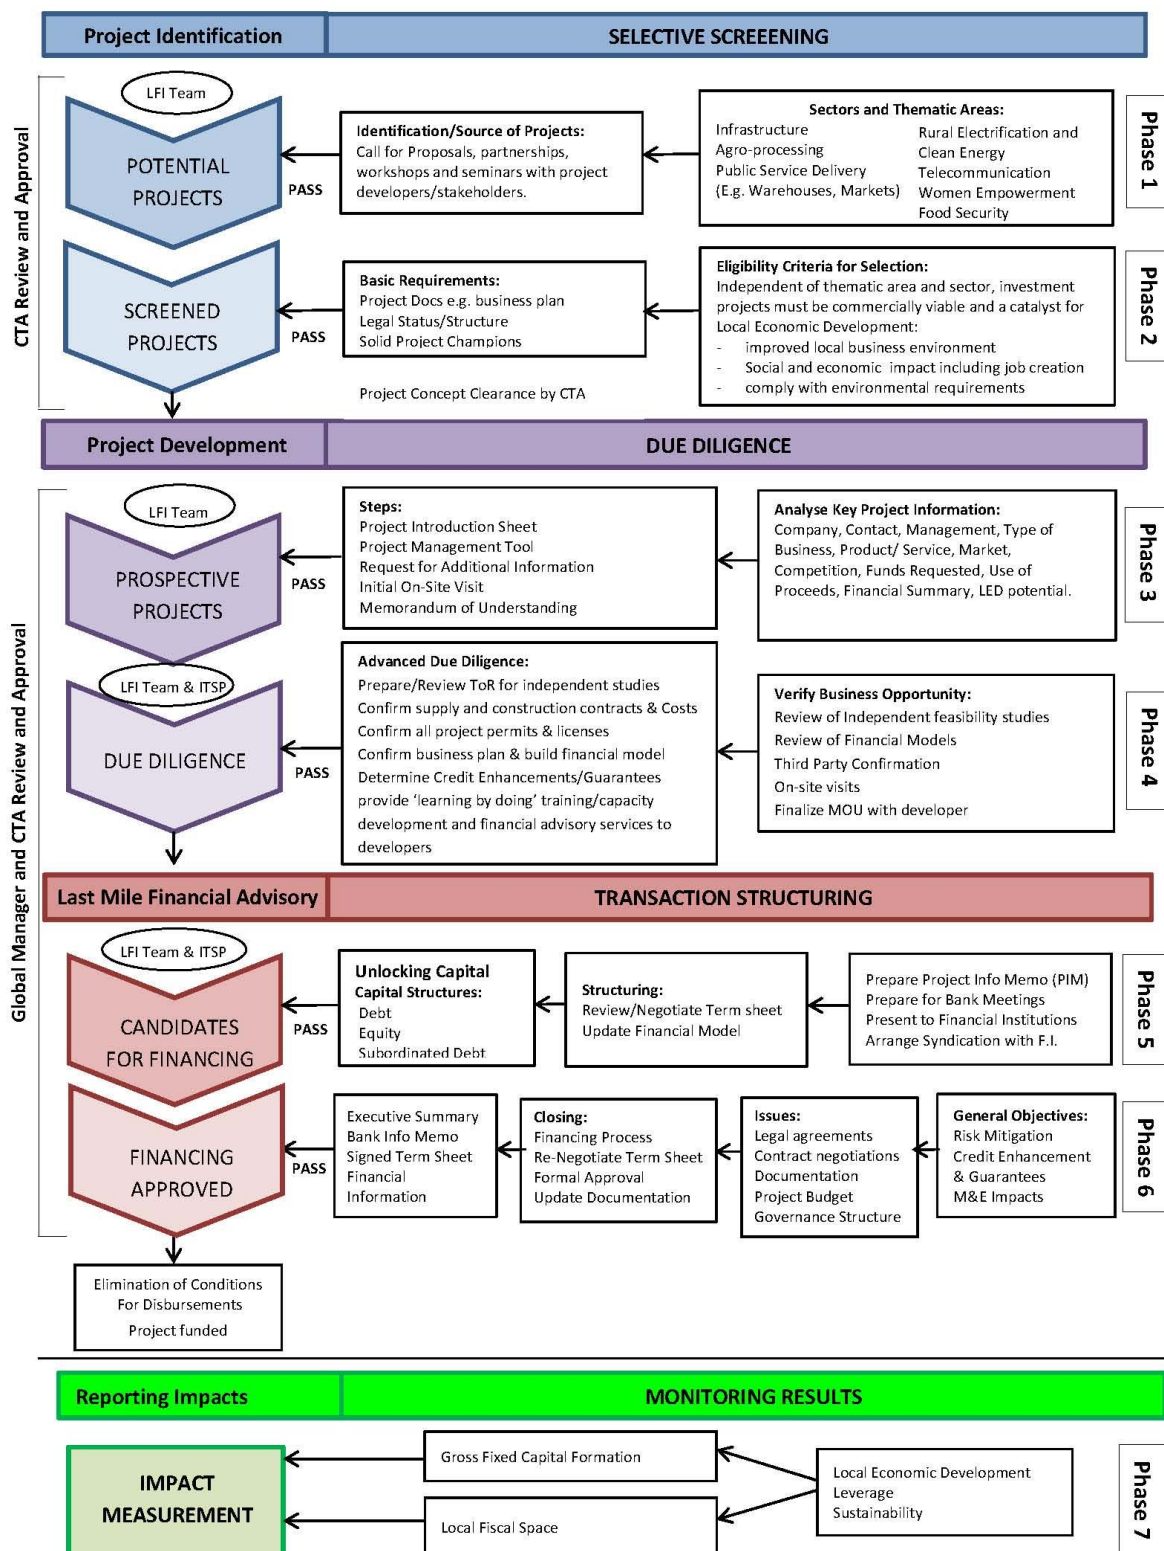 Project Identification
SELECTIVE SCREEENING
CTA Review and Approval
LFI Team
POTENTIAL
PROJECTS
PASS
Identification/Source of Projects:
Call for Proposals, partnerships,
workshops and seminars with project
developers/stakeholders.
Sectors and Thematic Areas:
Infrastructure
Agro-processing
Public Service Delivery
(E.g. Warehouses, Markets)
Rural Electrification and
Clean Energy
Telecommunication
Women Empowerment
Food Security
Phase 1
SCREENED
PROJECTS
PASS
Basic Requirements:
Project Docs e.g. business plan
Legal Status/Structure
Solid Project Champions
Project Concept Clearance by CTA
Eligibility Criteria for Selection:
Independent of thematic area and sector, investment
projects must be commercially viable and a catalyst for
Local Economic Development:
- improved local business environment
- Social and economic impact including job creation
- comply with environmental requirements
Phase 2
Project Development
DUE DILIGENCE
Global Manager and CTA Review and Approval
LFI Team
PROSPECTIVE
PROJECTS
PASS
Steps:
Project Introduction Sheet
Project Management Tool
Request for Additional Information
Initial On-Site Visit
Memorandum of Understanding
Analyse Key Project Information:
Company, Contact, Management, Type of
Business, Product/ Service, Market,
Competition, Funds Requested, Use of
Proceeds, Financial Summary, LED potential.
Phase 3
LFI Team & ITSP
DUE DILIGENCE
PASS
Advanced Due Diligence:
Prepare/Review ToR for independent studies
Confirm supply and construction contracts & Costs
Confirm all project permits & licenses
Confirm business plan & build financial model
Determine Credit Enhancements/Guarantees
provide ‘learning by doing’ training/capacity
development and financial advisory services to
developers
Verify Business Opportunity:
Review of Independent feasibility studies
Review of Financial Models
Third Party Confirmation
On-site visits
Finalize MOU with developer
Phase 4
Last Mile Financial Advisory
TRANSACTION STRUCTURING
LFI Team & ITSP
CANDIDATES
FOR FINANCING
PASS
Unlocking Capital
Capital Structures:
Debt
Equity
Subordinated Debt
Structuring:
Review/Negotiate Term sheet
Update Financial Model
Prepare Project Info Memo (PIM)
Prepare for Bank Meetings
Present to Financial Institutions
Arrange Syndication with F.I.
Phase 5
FINANCING
APPROVED
PASS
Executive Summary
Bank Info Memo
Signed Term Sheet
Financial
Information
Closing:
Financing Process
Re-Negotiate Term Sheet
Formal Approval
Update Documentation
Issues:
Legal agreements
Contract negotiations
Documentation
Project Budget
Governance Structure
General Objectives:
Risk Mitigation
Credit Enhancement
& Guarantees
M&E Impacts
Phase 6
Elimination of Conditions
For Disbursements
Project funded
Reporting Impacts
MONITORING RESULTS
IMPACT
MEASUREMENT
Gross Fixed Capital Formation
Local Fiscal Space
Local Economic Development
Leverage
Sustainability
Phase 7